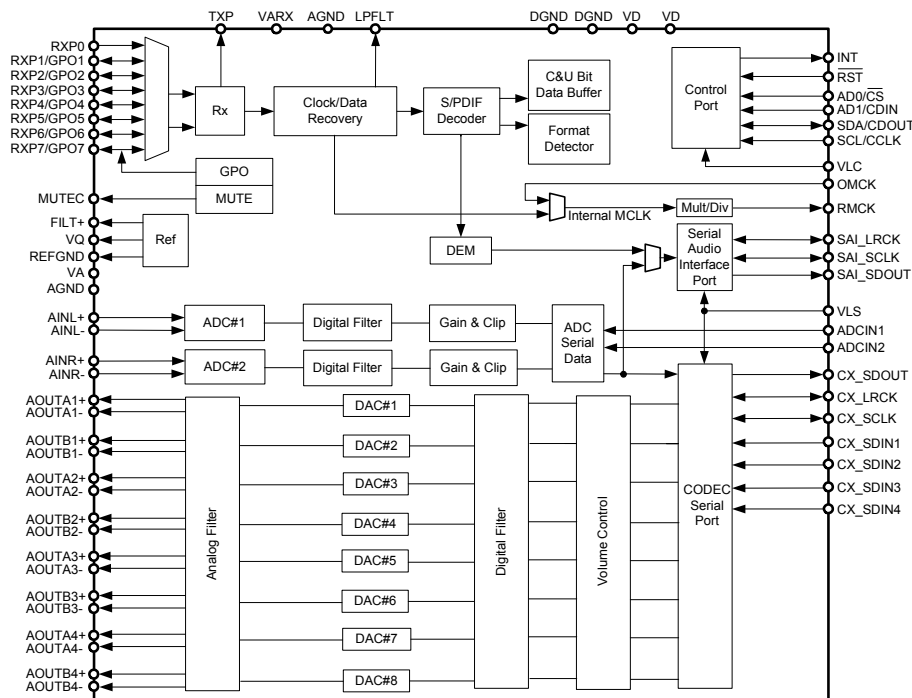 TXP VARX AGND LPFLT DGND DGND VD VD
RXP0
RXP1/GPO1
RXP2/GPO2
RXP3/GPO3
RXP4/GPO4
RXP5/GPO5
RXP6/GPO6
RXP7/GPO7
MUTEC
FILT+
VQ
REFGND
VA
AGND
AINL+
AINL-
AINR+
AINR-
AOUTA1+
AOUTA1-
AOUTB1+
AOUTB1-
AOUTA2+
AOUTA2-
AOUTB2+
AOUTB2-
AOUTA3+
AOUTA3-
AOUTB3+
AOUTB3-
AOUTA4+
AOUTA4-
AOUTB4+
AOUTB4-
Rx
GPO
MUTE
Ref
Clock/Data
Recovery
S/PDIF
Decoder
C&U Bit
Data Buffer
Format
Detector
Control
Port
Internal MCLK
Mult/Div
DEM
Serial
Audio
Interface
Port
ADC#1
Digital Filter
Gain & Clip
ADC
Serial
Data
ADC#2
Digital Filter
Gain & Clip
Analog Filter
DAC#1
DAC#2
DAC#3
DAC#4
DAC#5
DAC#6
DAC#7
DAC#8
Digital Filter
Volume Control
CODEC
Serial
Port
INT
RST
AD0/CS
AD1/CDIN
SDA/CDOUT
SCL/CCLK
VLC
OMCK
RMCK
SAI_LRCK
SAI_SCLK
SAI_SDOUT
VLS
ADCIN1
ADCIN2
CX_SDOUT
CX_LRCK
CX_SCLK
CX_SDIN1
CX_SDIN2
CX_SDIN3
CX_SDIN4